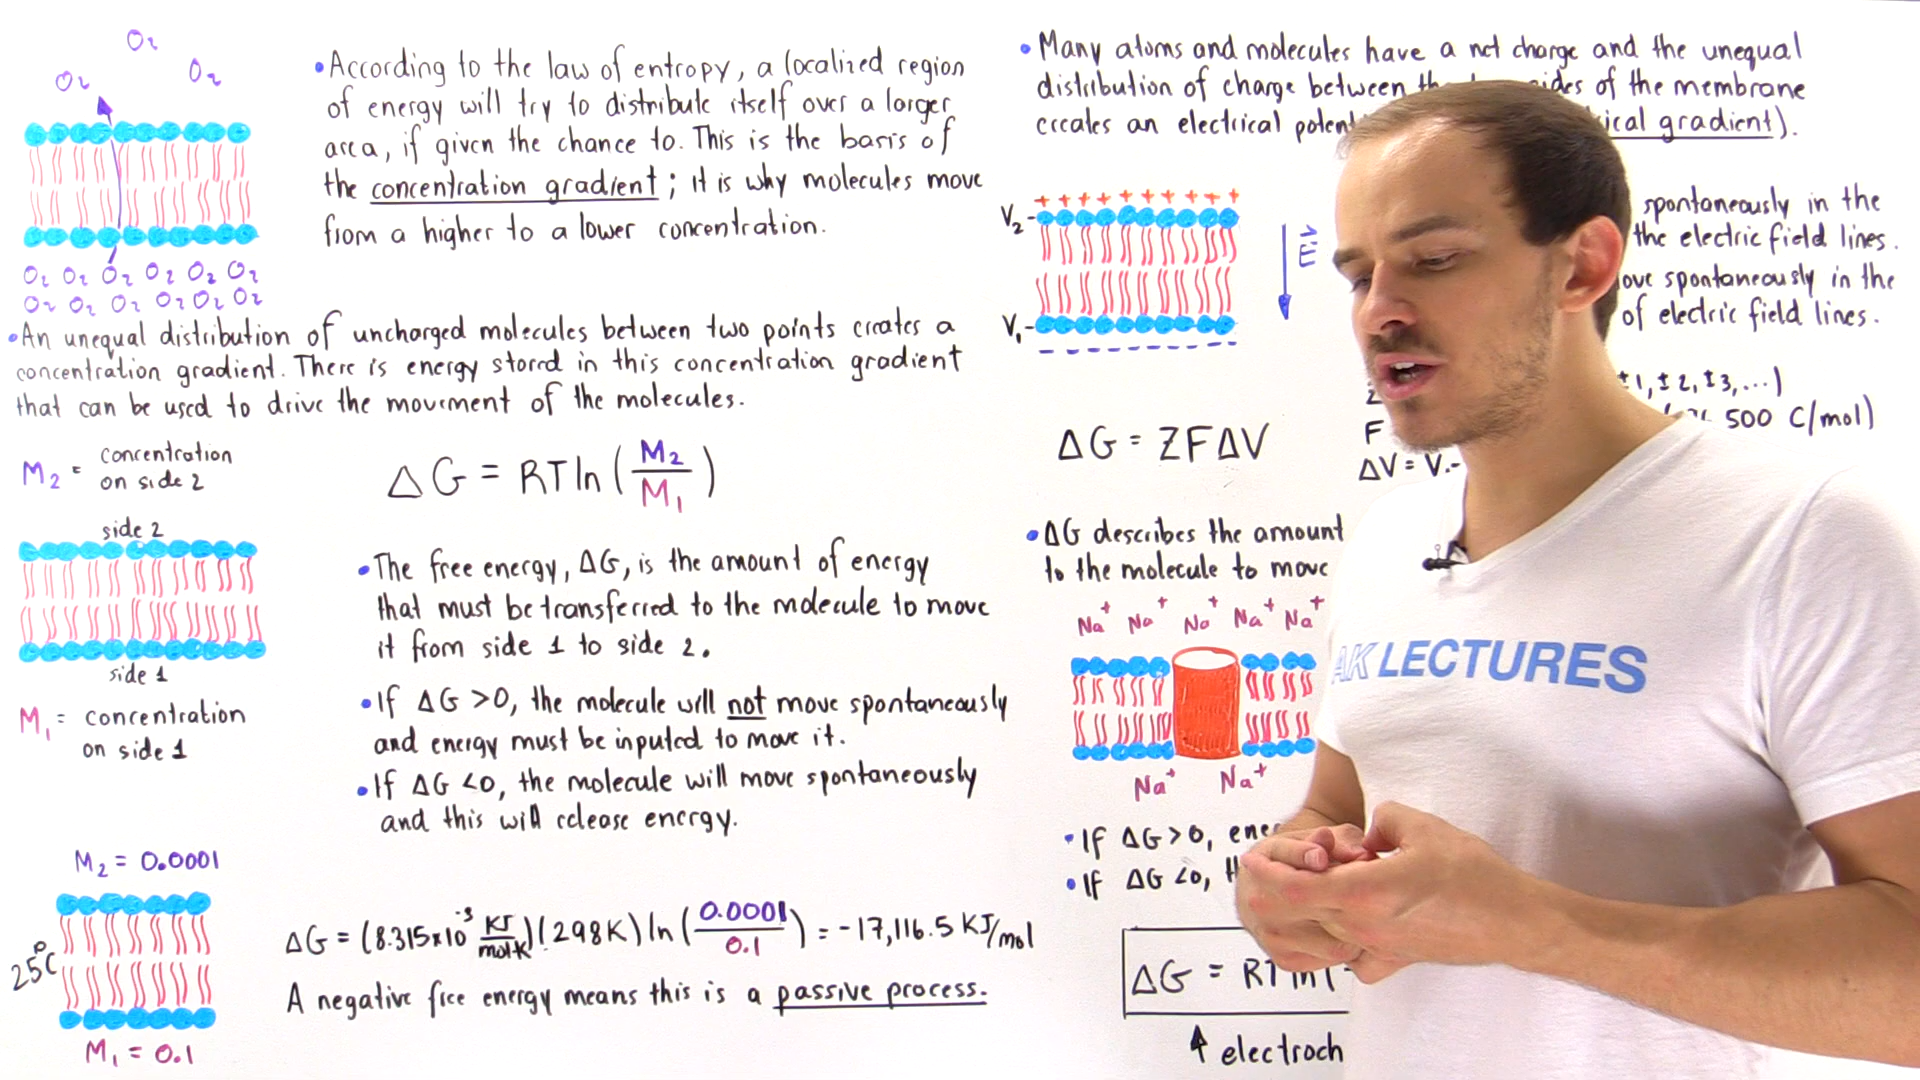 O₂
O₂
O₂
O₂ O₂ O₂ O₂ O₂ O₂
O₂ O₂ O₂ O₂ O₂ O₂
• According to the law of entropy, a localized region
of energy will try to distribute itself over a larger
area, if given the chance to. This is the basis of
the concentration gradient; it is why molecules move
from a higher to a lower concentration.
• An unequal distribution of uncharged molecules between two points creates a
concentration gradient. There is energy stored in this concentration gradient
that can be used to drive the movement of the molecules.
M₂ = concentration
on side 2
side 2
side 1
M₁ = concentration
on side 1
ΔG = RT ln (M₂/M₁)
• The free energy, ΔG, is the amount of energy
that must be transferred to the molecule to move
it from side 1 to side 2.
• If ΔG >0, the molecule will not move spontaneously
and energy must be inputed to move it.
• If ΔG <0, the molecule will move spontaneously
and this will release energy.
M₂ = 0.0001
25°C
M₁ = 0.1
ΔG = (8.315x10⁻³ KJ/mol·K)(298K) ln (0.0001/0.1) = -17,116.5 KJ/mol
A negative free energy means this is a passive process.
• Many atoms and molecules have a net charge and the unequal
distribution of charge between of the membrane
creates an electrical gradient).
V₂
+ + + + + + + + +
E
V₁
- - - - - - - - -
spontaneously in the
the electric field lines.
spontaneously in the
of electric field lines.
±1, ±2, ±3, ...)
F 500 C/mol)
ΔV =
ΔG = ZFΔV
• ΔG describes the amount
to the molecule to move
Na⁺ Na⁺ Na⁺ Na⁺ Na⁺
Na⁺ Na⁺
• If ΔG >0,
• If ΔG <0,
ΔG = RT ln (
AK LECTURES